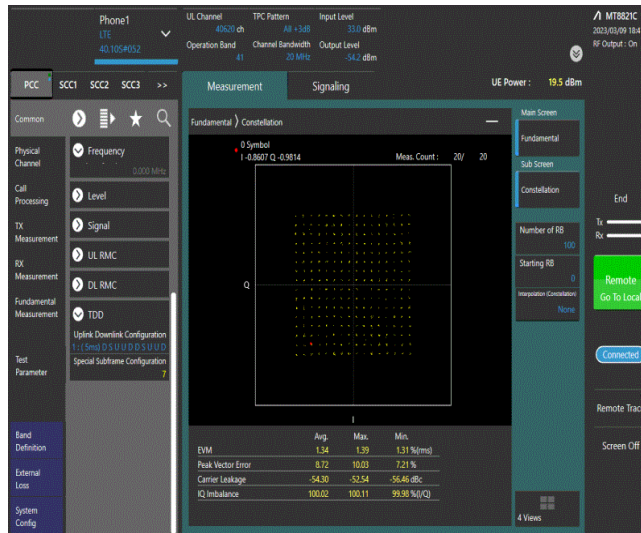 Phone1
LTE
40.10S#052
UL Channel TPC Pattern Input Level
40620 ch All +3dB 33.0 dBm
Operation Band Channel Bandwidth Output Level
41 20 MHz -54.2 dBm
MT8821C
2023/03/09 18:4
RF Output : On
PCC SCC1 SCC2 SCC3 >>
Measurement Signaling
UE Power : 19.5 dBm
Common
Physical
Channel
Call
Processing
TX
Measurement
RX
Measurement
Fundamental
Measurement
Test
Parameter
Band
Definition
External
Loss
System
Config
Frequency
0.000 MHz
Level
Signal
UL RMC
DL RMC
TDD
Uplink Downlink Configuration
1 : ( 5ms) D S U U D D S U U D
Special Subframe Configuration
7
Fundamental Constellation
0 Symbol
I -0.8607 Q -0.9814 Meas. Count : 20/ 20
Q
I
Avg. Max. Min.
EVM 1.34 1.39 1.31 %(rms)
Peak Vector Error 8.72 10.03 7.21 %
Carrier Leakage -54.30 -52.54 -56.46 dBc
IQ Imbalance 100.02 100.11 99.98 %(I/Q)
Main Screen
Fundamental
Sub Screen
Constellation
Number of RB
100
Starting RB
0
Interpolation (Constellation)
None
4 Views
End
Tx
Rx
Remote
Go To Local
Connected
Remote Trac
Screen Off